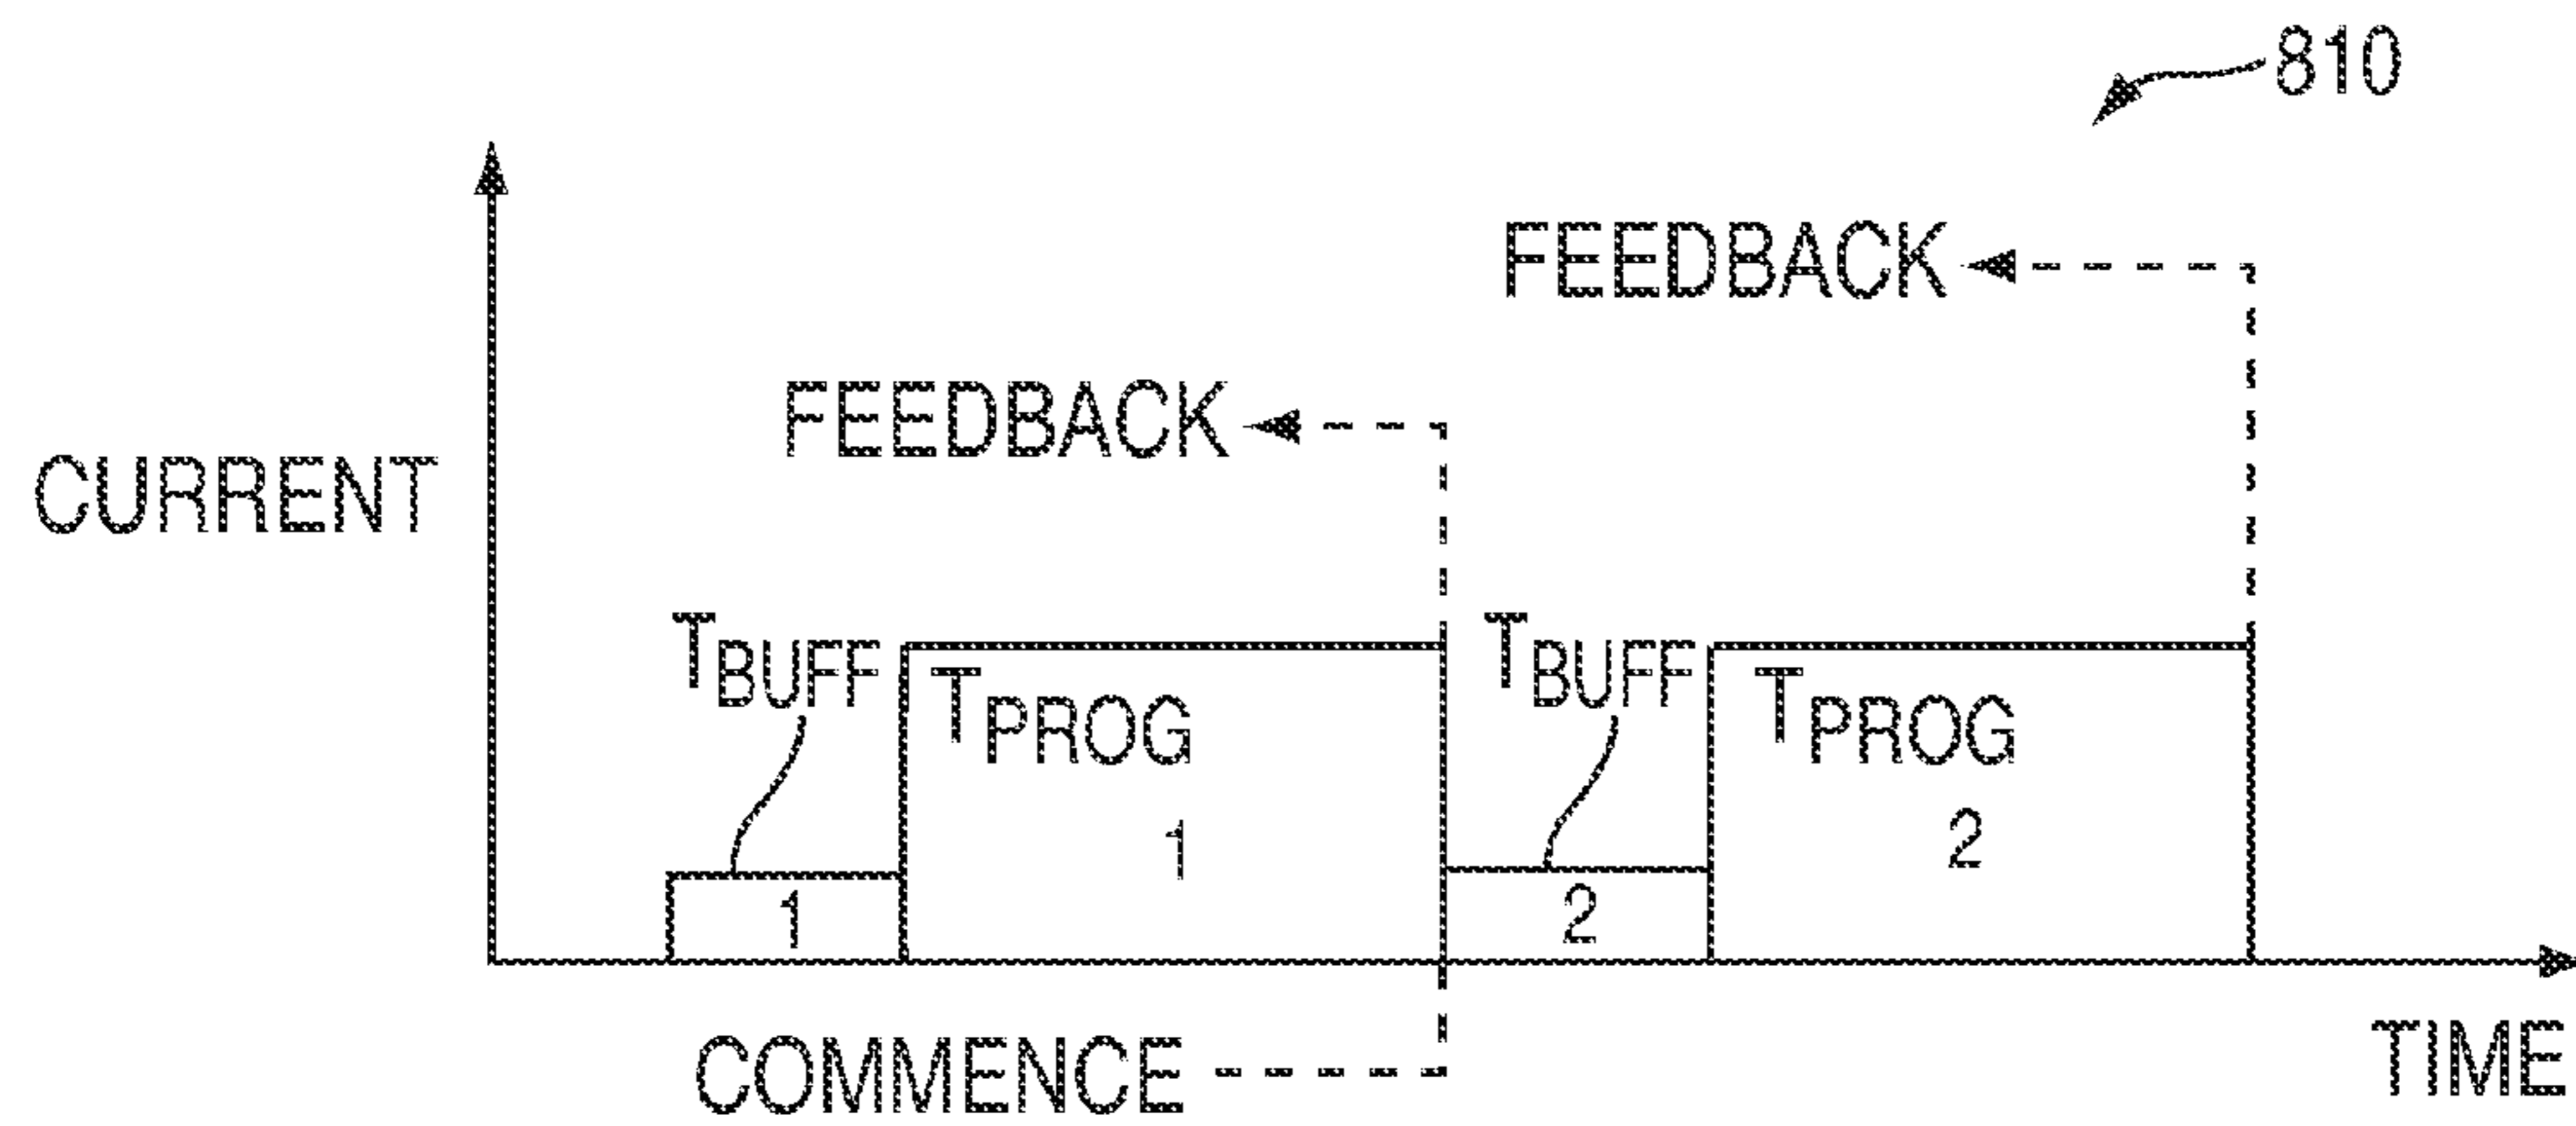 810
FEEDBACK
FEEDBACK
CURRENT
TBUFF
TPROG
TBUFF
TPROG
1
2
1
2
COMMENCE
TIME